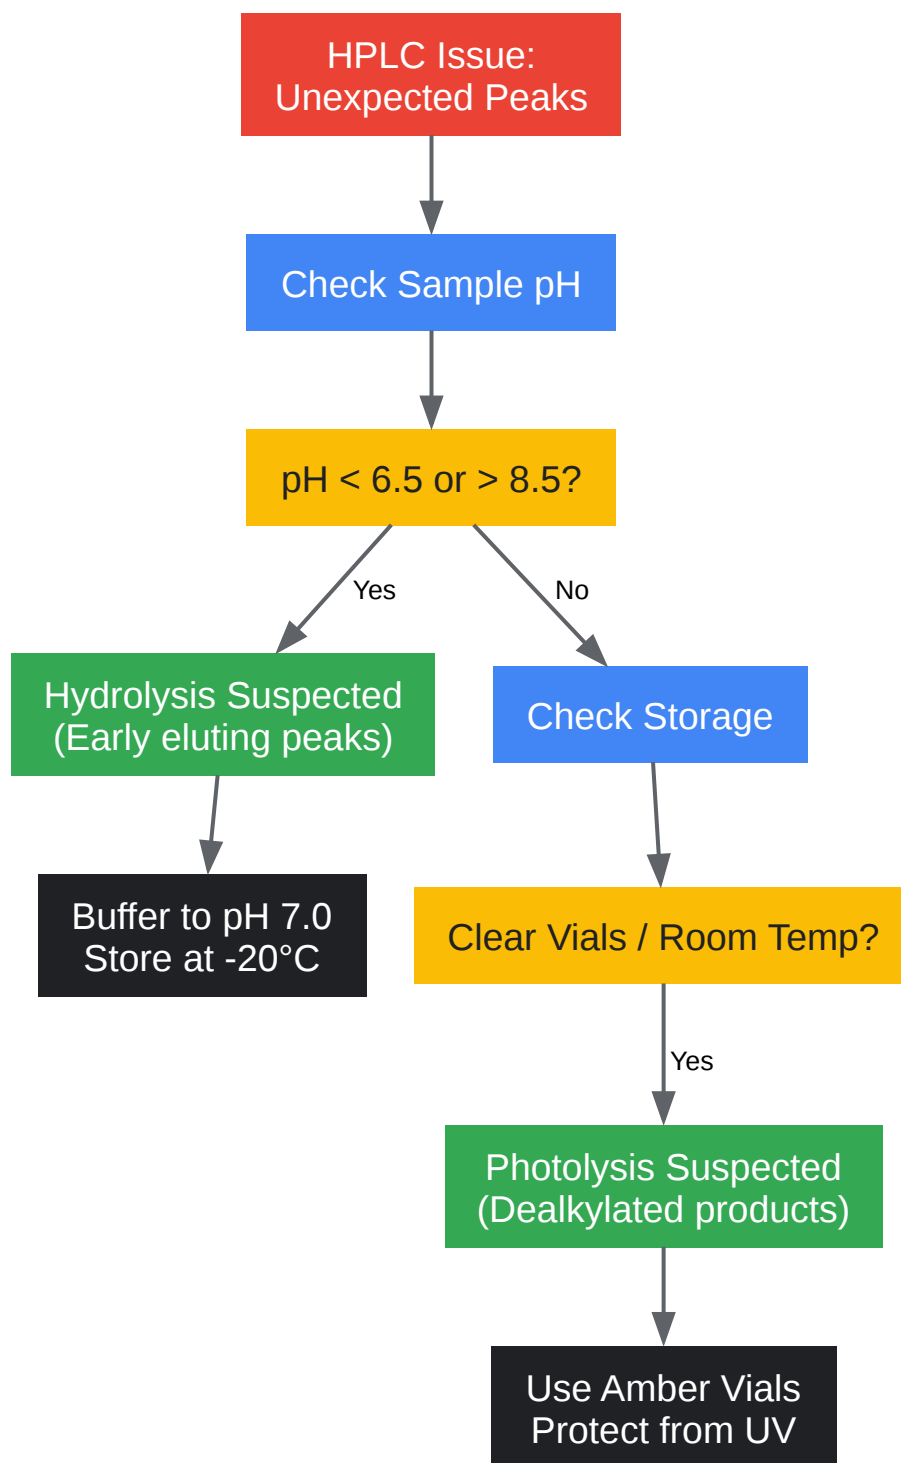 HPLC Issue:
Unexpected Peaks
Check Sample pH
pH < 6.5 or > 8.5?
Yes
No
Hydrolysis Suspected
(Early eluting peaks)
Check Storage
Buffer to pH 7.0
Store at -20°C
Clear Vials / Room Temp?
Yes
Photolysis Suspected
(Dealkylated products)
Use Amber Vials
Protect from UV